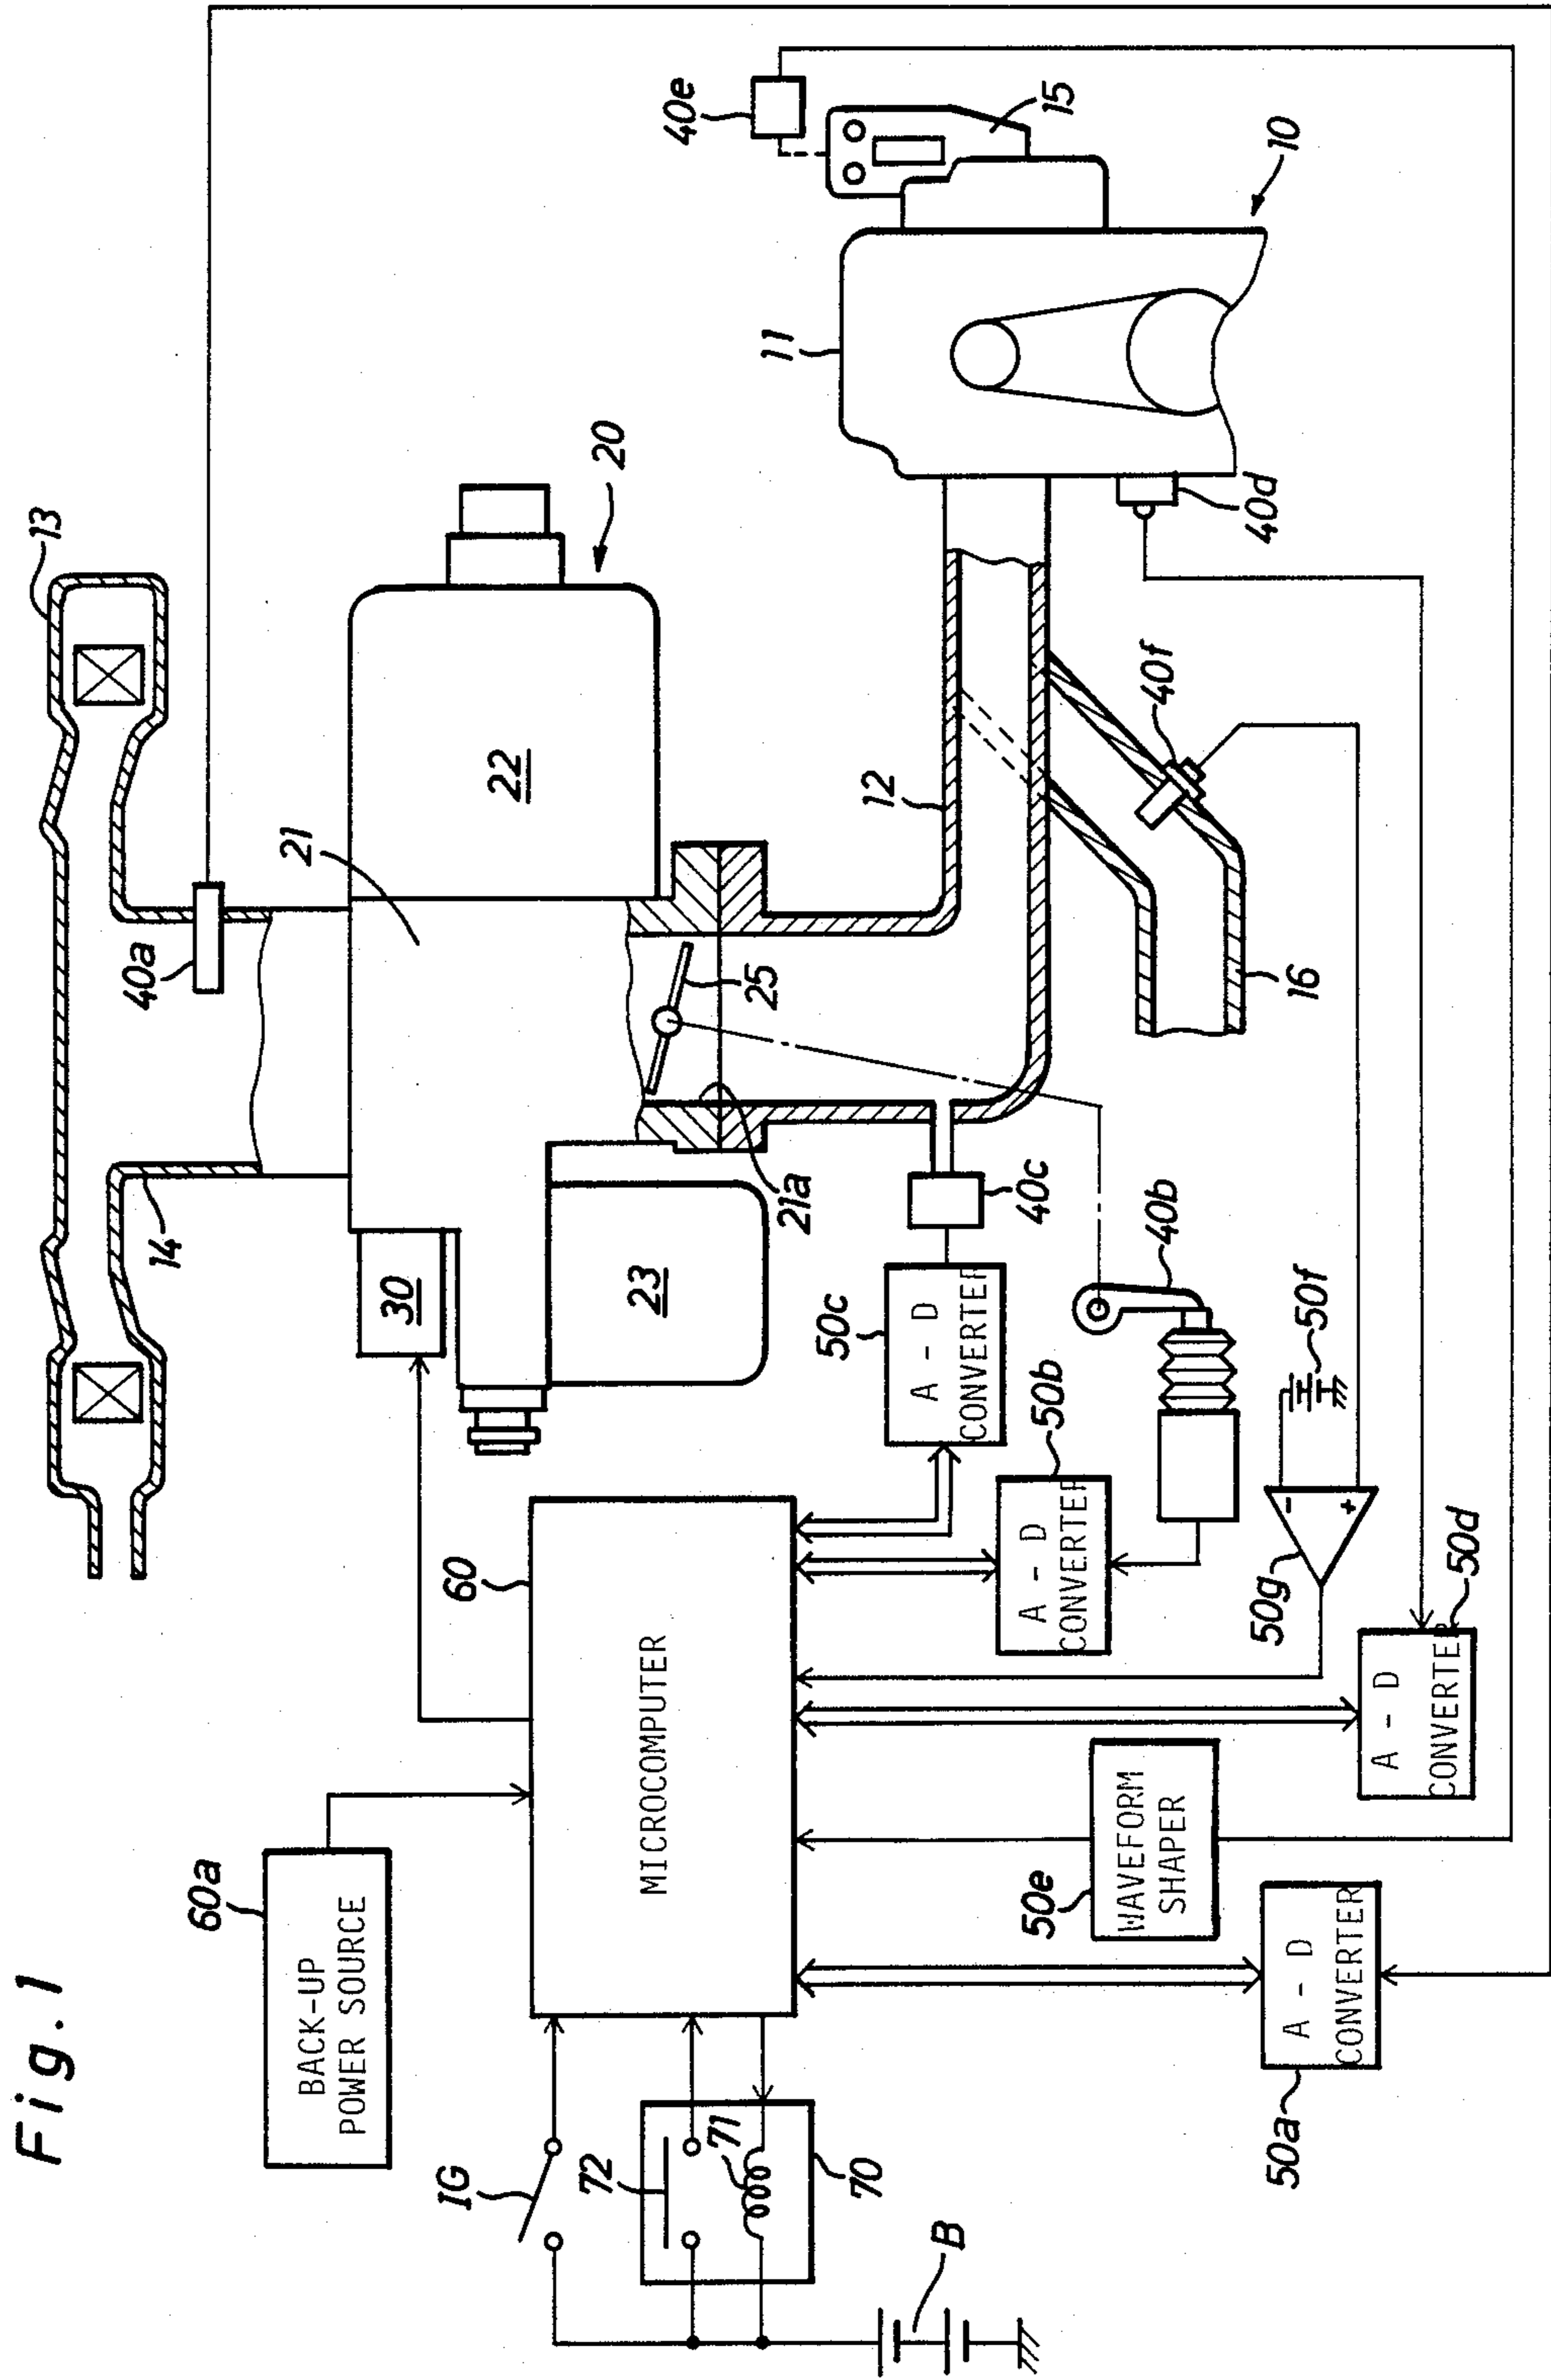 Fig. 1
13
14
40a
21
20
22
30
23
25
21a
12
11
40e
15
10
40d
40f
16
40c
50c
A - D
CONVERTER
40b
50b
A - D
CONVERTER
50f
-
+
50g
50d
A - D
CONVERTER
60
MICROCOMPUTER
60a
BACK-UP
POWER SOURCE
50e
WAVEFORM
SHAPER
50a
A - D
CONVERTER
IG
72
71
70
B